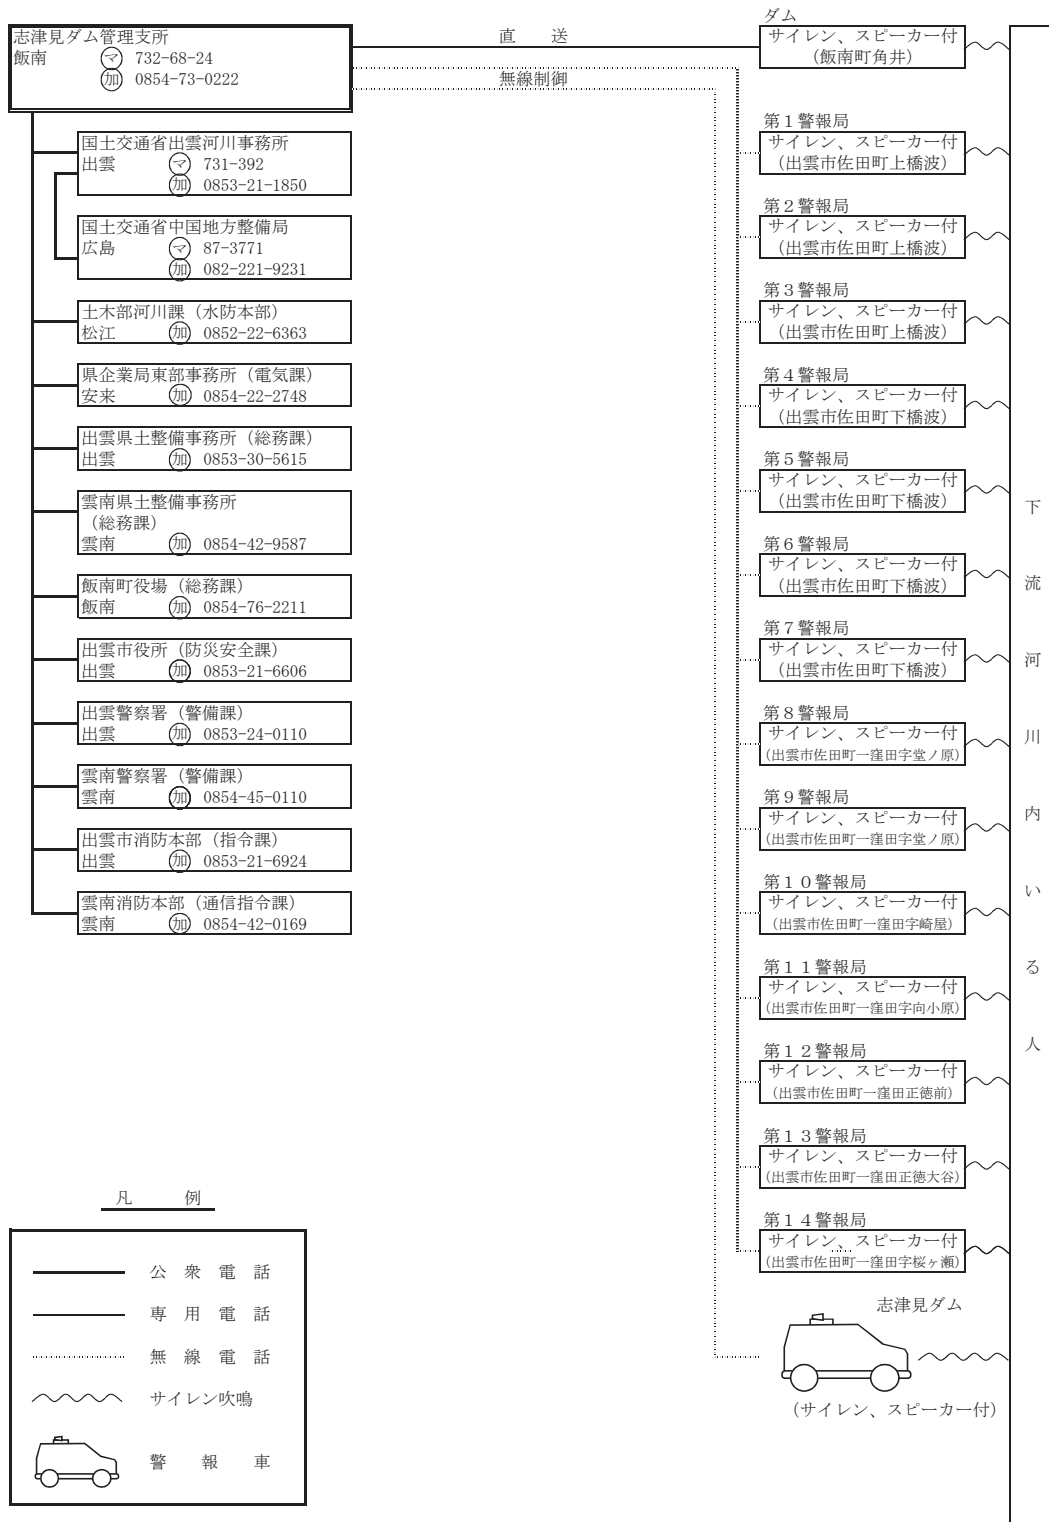 志津見ダム管理支所
飯南 マ 732-68-24
加 0854-73-0222
直 送
無線制御
国土交通省出雲河川事務所
出雲 マ 731-392
加 0853-21-1850
国土交通省中国地方整備局
広島 マ 87-3771
加 082-221-9231
土木部河川課（水防本部）
松江 加 0852-22-6363
県企業局東部事務所（電気課）
安来 加 0854-22-2748
出雲県土整備事務所（総務課）
出雲 加 0853-30-5615
雲南県土整備事務所
（総務課）
雲南 加 0854-42-9587
飯南町役場（総務課）
飯南 加 0854-76-2211
出雲市役所（防災安全課）
出雲 加 0853-21-6606
出雲警察署（警備課）
出雲 加 0853-24-0110
雲南警察署（警備課）
雲南 加 0854-45-0110
出雲市消防本部（指令課）
出雲 加 0853-21-6924
雲南消防本部（通信指令課）
雲南 加 0854-42-0169
ダム
サイレン、スピーカー付
（飯南町角井）
第１警報局
サイレン、スピーカー付
（出雲市佐田町上橋波）
第２警報局
サイレン、スピーカー付
（出雲市佐田町上橋波）
第３警報局
サイレン、スピーカー付
（出雲市佐田町上橋波）
第４警報局
サイレン、スピーカー付
（出雲市佐田町下橋波）
第５警報局
サイレン、スピーカー付
（出雲市佐田町下橋波）
第６警報局
サイレン、スピーカー付
（出雲市佐田町下橋波）
第７警報局
サイレン、スピーカー付
（出雲市佐田町下橋波）
第８警報局
サイレン、スピーカー付
（出雲市佐田町一窪田字堂ノ原）
第９警報局
サイレン、スピーカー付
（出雲市佐田町一窪田字堂ノ原）
第１０警報局
サイレン、スピーカー付
（出雲市佐田町一窪田字崎屋）
第１１警報局
サイレン、スピーカー付
（出雲市佐田町一窪田字向小原）
第１２警報局
サイレン、スピーカー付
（出雲市佐田町一窪田正徳前）
第１３警報局
サイレン、スピーカー付
（出雲市佐田町一窪田正徳大谷）
第１４警報局
サイレン、スピーカー付
（出雲市佐田町一窪田字桜ヶ瀬）
志津見ダム
（サイレン、スピーカー付）
下流河川内いる人
凡 例
公衆電話
専用電話
無線電話
サイレン吹鳴
警報車